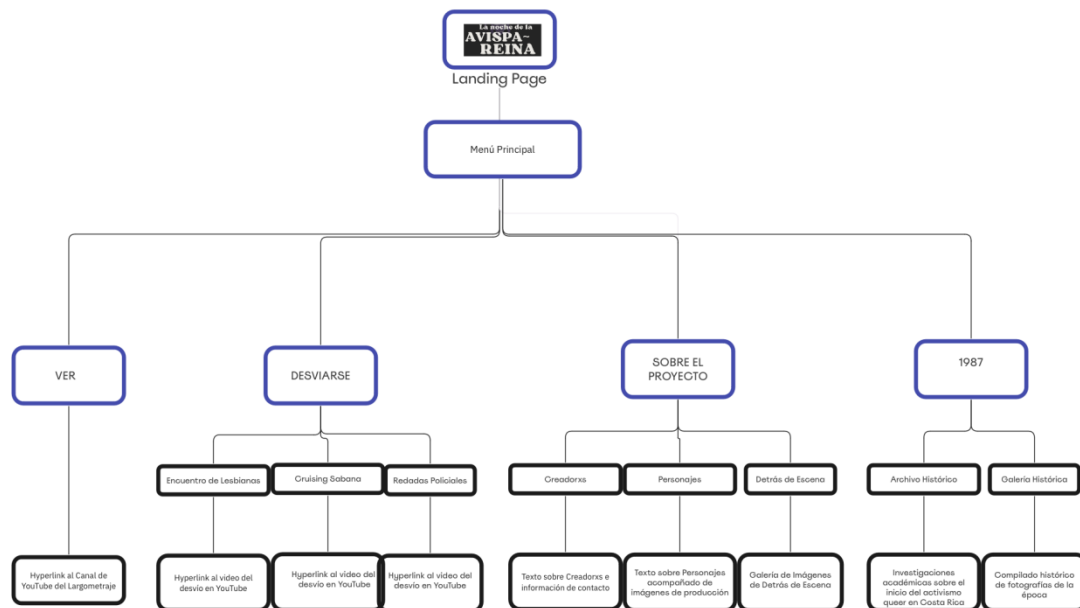 La noche de la
AVISPA-
REINA
Landing Page
Menú Principal
VER
DESVIARSE
SOBRE EL
PROYECTO
1987
Encuentro de Lesbianas
Cruising Sabana
Redadas Policiales
Creadorxs
Personajes
Detrás de Escena
Archivo Histórico
Galería Histórica
Hyperlink al Canal de
YouTube del Largometraje
Hyperlink al video del
desvío en YouTube
Hyperlink al video del
desvío en YouTube
Hyperlink al video del
desvío en YouTube
Texto sobre Creadorxs e
información de contacto
Texto sobre Personajes
acompañado de
imágenes de producción
Galería de Imágenes
de Detrás de Escena
Investigaciones
académicas sobre el
inicio del activismo
queer en Costa Rica
Compilado histórico
de fotografías de la
época